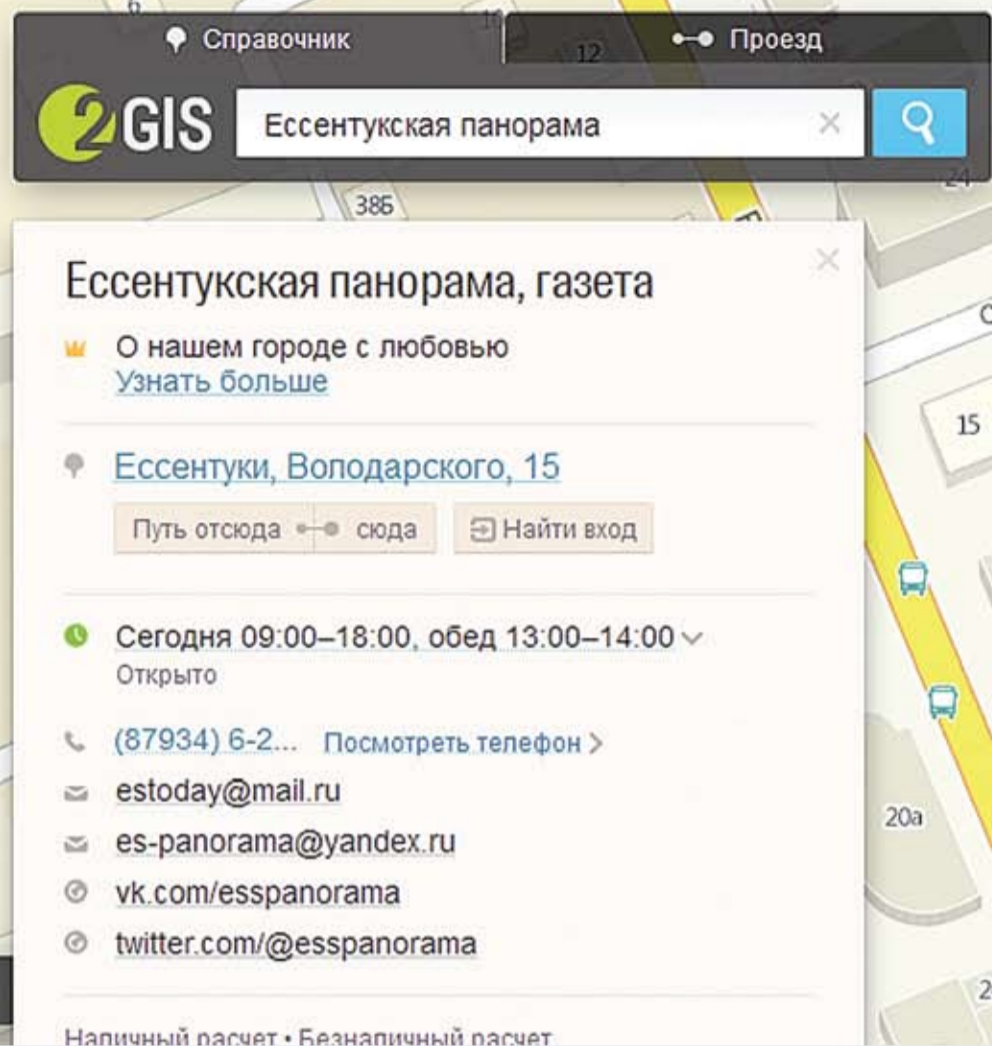 6
Справочник
Проезд
12
2GIS
Ессентукская панорама
24
38Б
Ессентукская панорама, газета
О нашем городе с любовью
Узнать больше
15
Ессентуки, Володарского, 15
Путь отсюда сюда
Найти вход
Сегодня 09:00–18:00, обед 13:00–14:00
Открыто
(87934) 6-2... Посмотреть телефон >
estoday@mail.ru
20а
es-panorama@yandex.ru
vk.com/esspanorama
twitter.com/@esspanorama
Наличный расчет • Безналичный расчет